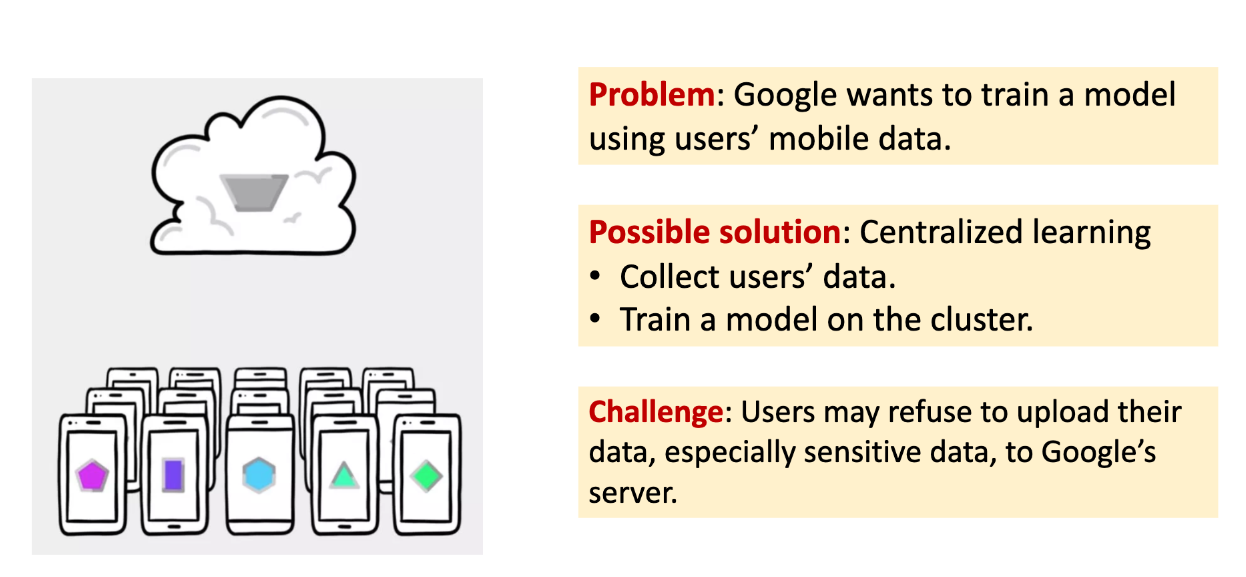 Problem: Google wants to train a model
using users’ mobile data.
Possible solution: Centralized learning
• Collect users’ data.
• Train a model on the cluster.
Challenge: Users may refuse to upload their
data, especially sensitive data, to Google’s
server.